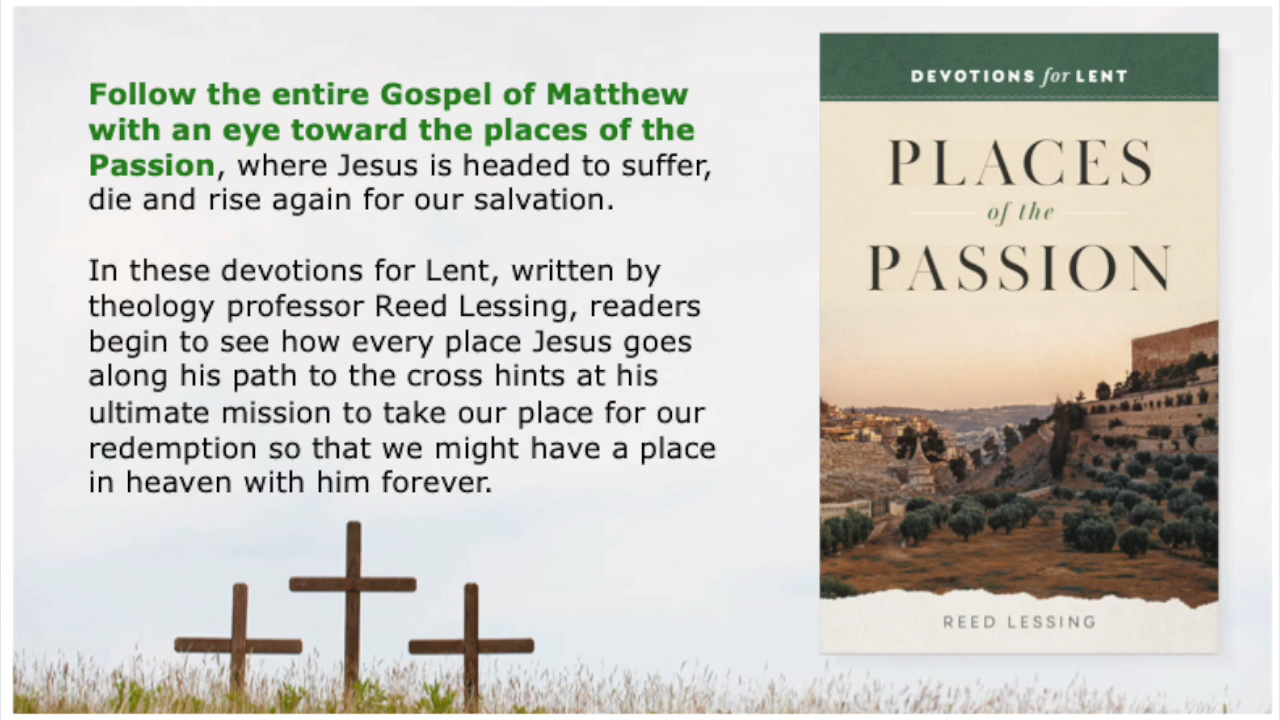 Follow the entire Gospel of Matthew
with an eye toward the places of the
Passion, where Jesus is headed to suffer,
die and rise again for our salvation.
In these devotions for Lent, written by
theology professor Reed Lessing, readers
begin to see how every place Jesus goes
along his path to the cross hints at his
ultimate mission to take our place for our
redemption so that we might have a place
in heaven with him forever.
DEVOTIONS for LENT
PLACES
of the
PASSION
REED LESSING